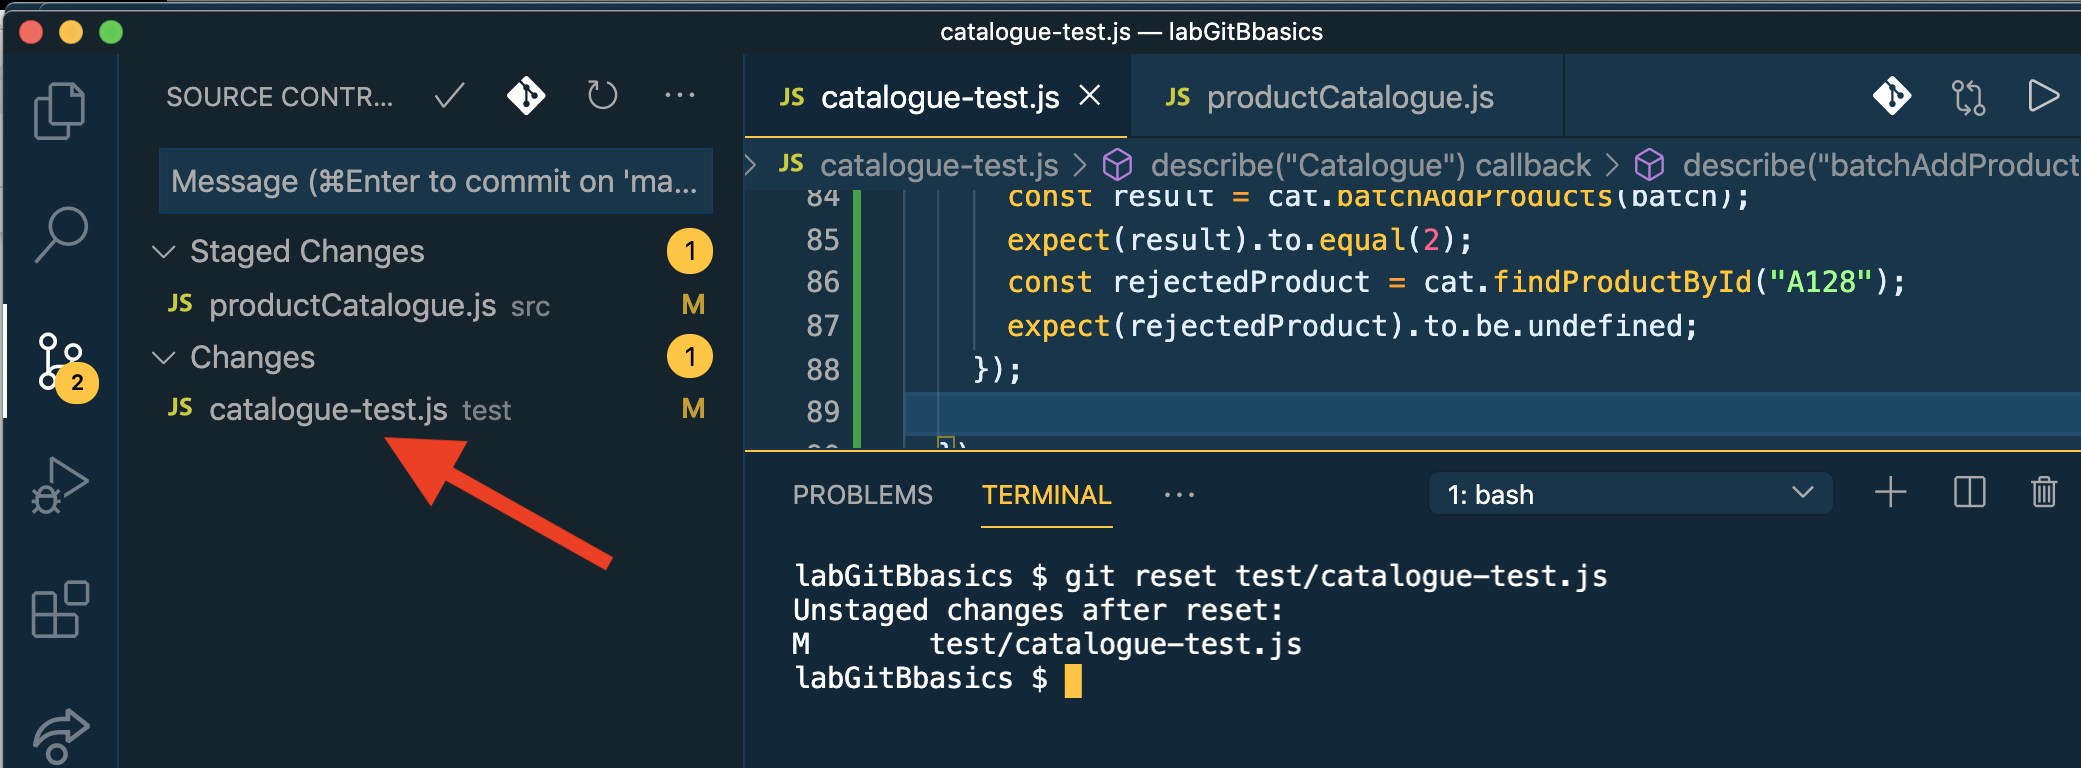 catalogue-test.js — labGitBbasics
SOURCE CONTR...
JS catalogue-test.js
JS productCatalogue.js
Message (⌘Enter to commit on 'ma...
Staged Changes 1
JS productCatalogue.js src M
Changes 1
JS catalogue-test.js test M
2
JS catalogue-test.js > describe("Catalogue") callback > describe("batchAddProduct
84 const result = cat.batchAddProducts(batch);
85 expect(result).to.equal(2);
86 const rejectedProduct = cat.findProductById("A128");
87 expect(rejectedProduct).to.be.undefined;
88 });
89
PROBLEMS TERMINAL ...
1: bash
labGitBbasics $ git reset test/catalogue-test.js
Unstaged changes after reset:
M test/catalogue-test.js
labGitBbasics $